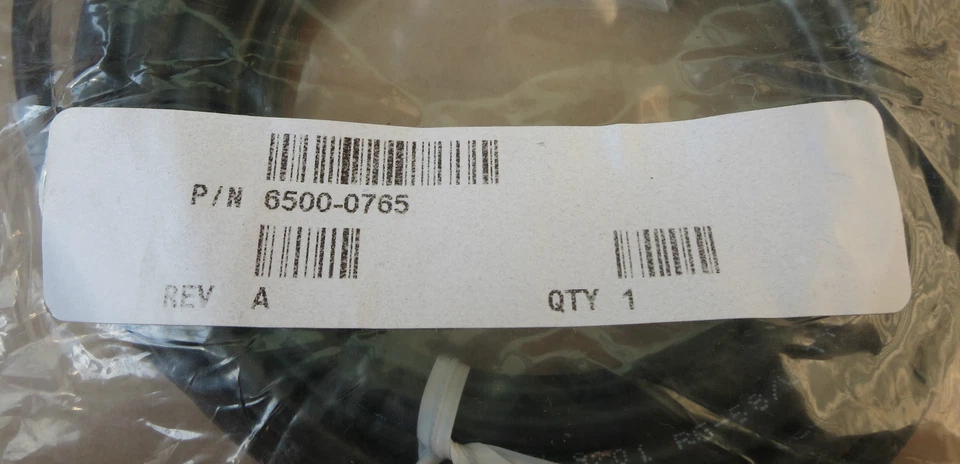 P/N 6500-0765
REV A
QTY 1